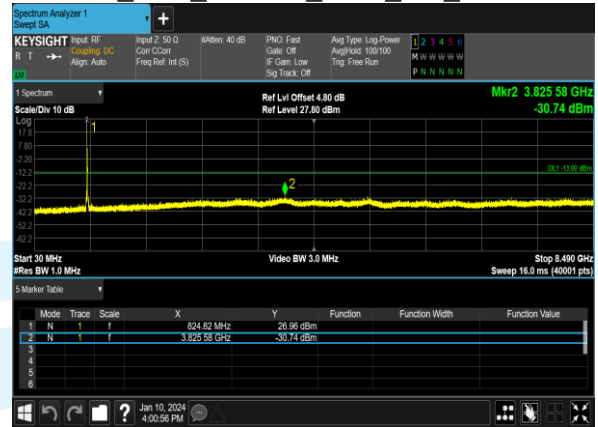 Spectrum Analyzer 1
Swept SA
+
KEYSIGHT Input: RF Input Z: 50 Ω #Atten: 40 dB PNO: Fast Avg Type: Log-Power 1 2 3 4 5 6
R T Coupling: DC Corr CCorr Gate: Off Avg|Hold: 100/100 M W W W W W
Align: Auto Freq Ref: Int (S) IF Gain: Low Trig: Free Run
LXI Sig Track: Off P N N N N N
1 Spectrum Ref Lvl Offset 4.80 dB Mkr2 3.825 58 GHz
Scale/Div 10 dB Ref Level 27.80 dBm -30.74 dBm
Log
17.8 1
7.80
-2.20
-12.2 DL1 -13.00 dBm
-22.2 2
-32.2
-42.2
-52.2
-62.2
Start 30 MHz Video BW 3.0 MHz Stop 8.490 GHz
#Res BW 1.0 MHz Sweep 16.0 ms (40001 pts)
5 Marker Table
Mode Trace Scale X Y Function Function Width Function Value
1 N 1 f 824.82 MHz 26.96 dBm
2 N 1 f 3.825 58 GHz -30.74 dBm
3
4
5
6
? Jan 10, 2024
4:00:56 PM